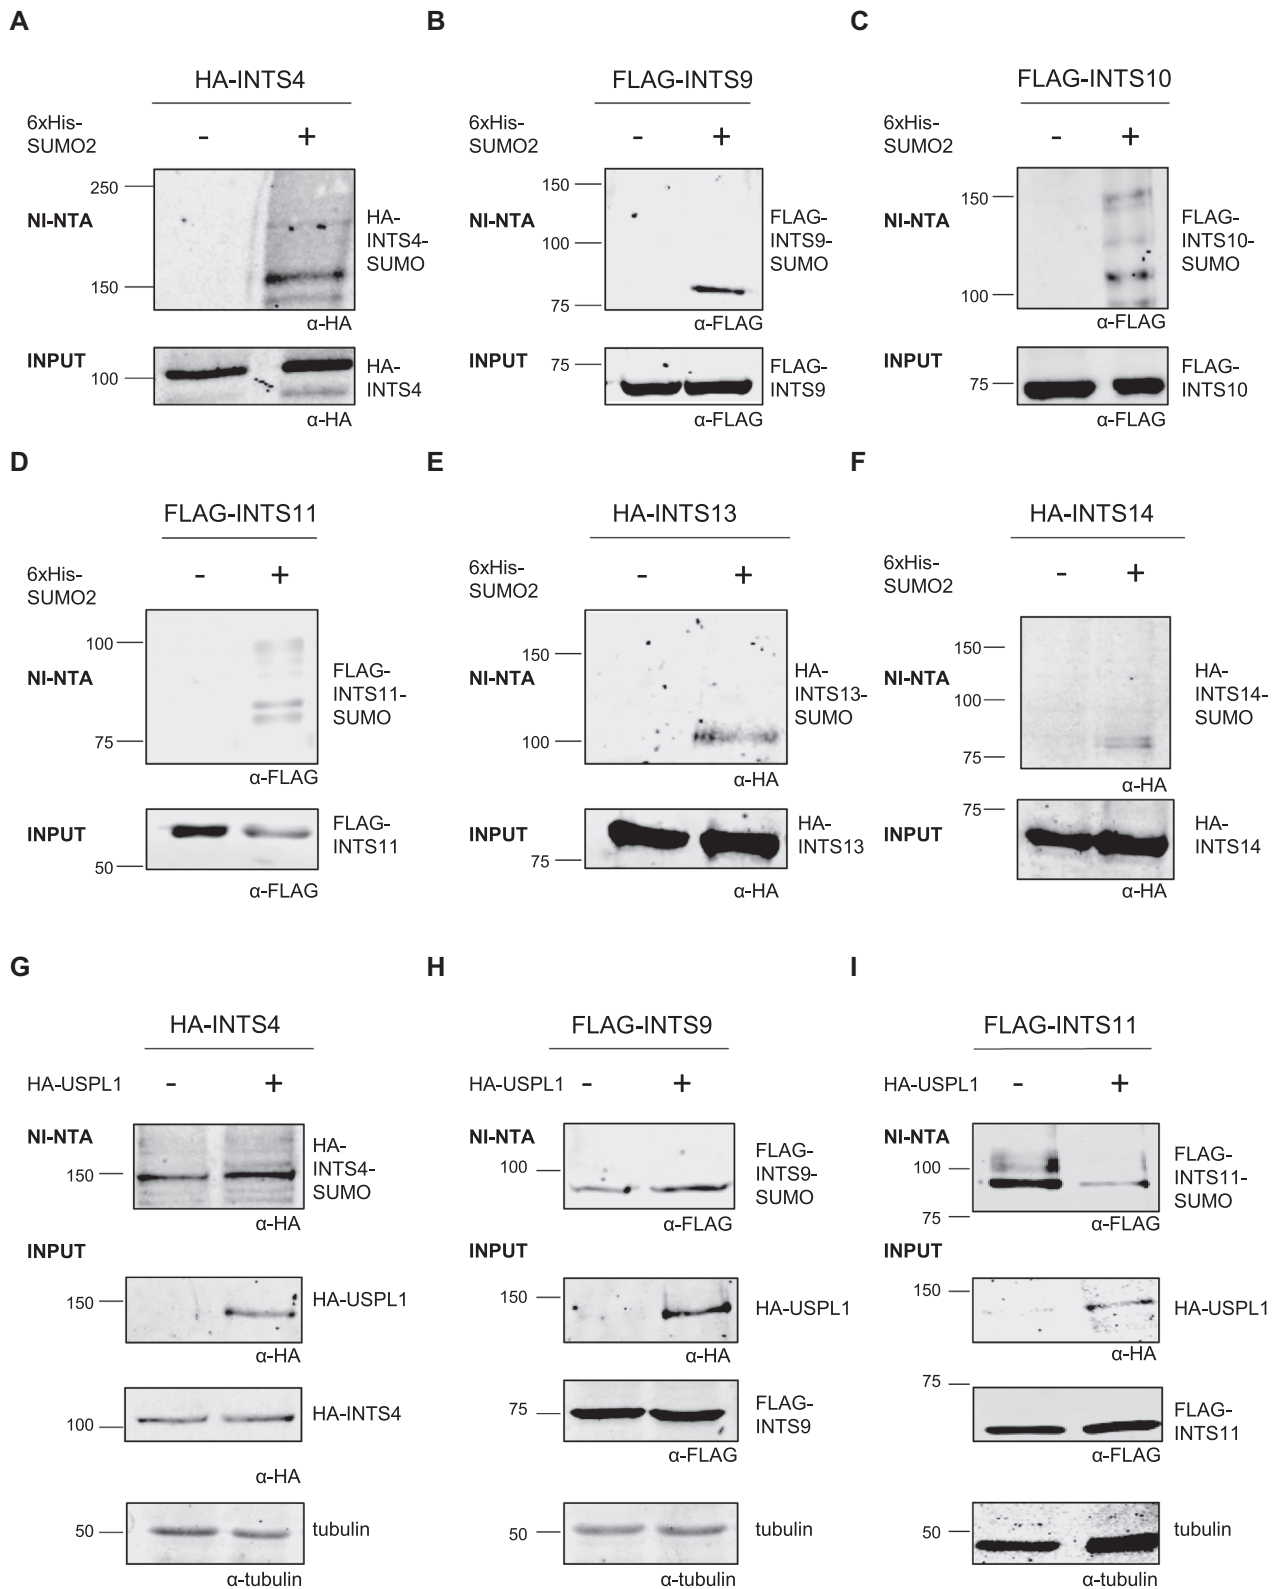 A
HA-INTS4
6xHis-
SUMO2
-
+
250
NI-NTA
150
HA-
INTS4-
SUMO
α-HA
INPUT
100
HA-
INTS4
α-HA
B
FLAG-INTS9
6xHis-
SUMO2
-
+
150
NI-NTA
100
75
FLAG-
INTS9-
SUMO
α-FLAG
INPUT
75
FLAG-
INTS9
α-FLAG
C
FLAG-INTS10
6xHis-
SUMO2
-
+
150
NI-NTA
100
FLAG-
INTS10-
SUMO
α-FLAG
INPUT
75
FLAG-
INTS10
α-FLAG
D
FLAG-INTS11
6xHis-
SUMO2
-
+
100
NI-NTA
75
FLAG-
INTS11-
SUMO
α-FLAG
INPUT
50
FLAG-
INTS11
α-FLAG
E
HA-INTS13
6xHis-
SUMO2
-
+
150
NI-NTA
100
HA-
INTS13-
SUMO
α-HA
INPUT
75
HA-
INTS13
α-HA
F
HA-INTS14
6xHis-
SUMO2
-
+
150
NI-NTA
100
75
HA-
INTS14-
SUMO
α-HA
75
INPUT
HA-
INTS14
α-HA
G
HA-INTS4
HA-USPL1
-
+
NI-NTA
150
HA-
INTS4-
SUMO
α-HA
INPUT
150
HA-USPL1
α-HA
100
HA-INTS4
α-HA
50
tubulin
α-tubulin
H
FLAG-INTS9
HA-USPL1
-
+
NI-NTA
100
FLAG-
INTS9-
SUMO
α-FLAG
INPUT
150
HA-USPL1
α-HA
75
FLAG-
INTS9
α-FLAG
50
tubulin
α-tubulin
I
FLAG-INTS11
HA-USPL1
-
+
NI-NTA
100
75
FLAG-
INTS11-
SUMO
α-FLAG
INPUT
150
HA-USPL1
α-HA
75
FLAG-
INTS11
α-FLAG
50
tubulin
α-tubulin